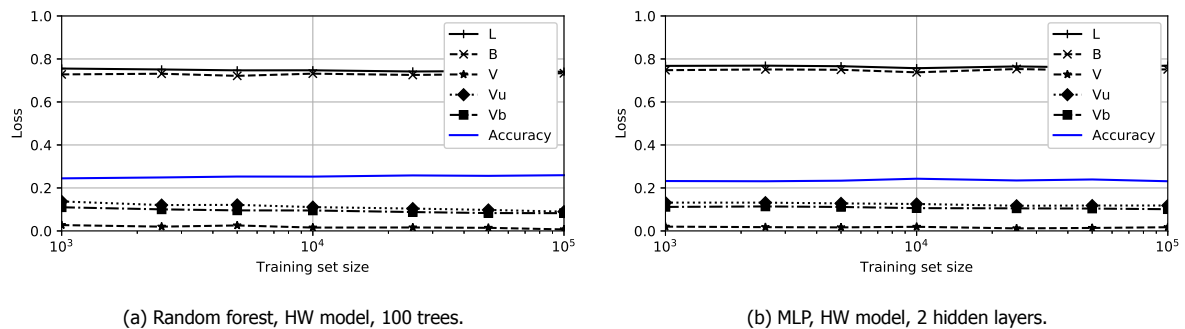 1.0
0.8
0.6
0.4
0.2
0.0
Loss
10³
10⁴
10⁵
Training set size
L
B
V
Vu
Vb
Accuracy
(a) Random forest, HW model, 100 trees.
1.0
0.8
0.6
0.4
0.2
0.0
Loss
10³
10⁴
10⁵
Training set size
L
B
V
Vu
Vb
Accuracy
(b) MLP, HW model, 2 hidden layers.